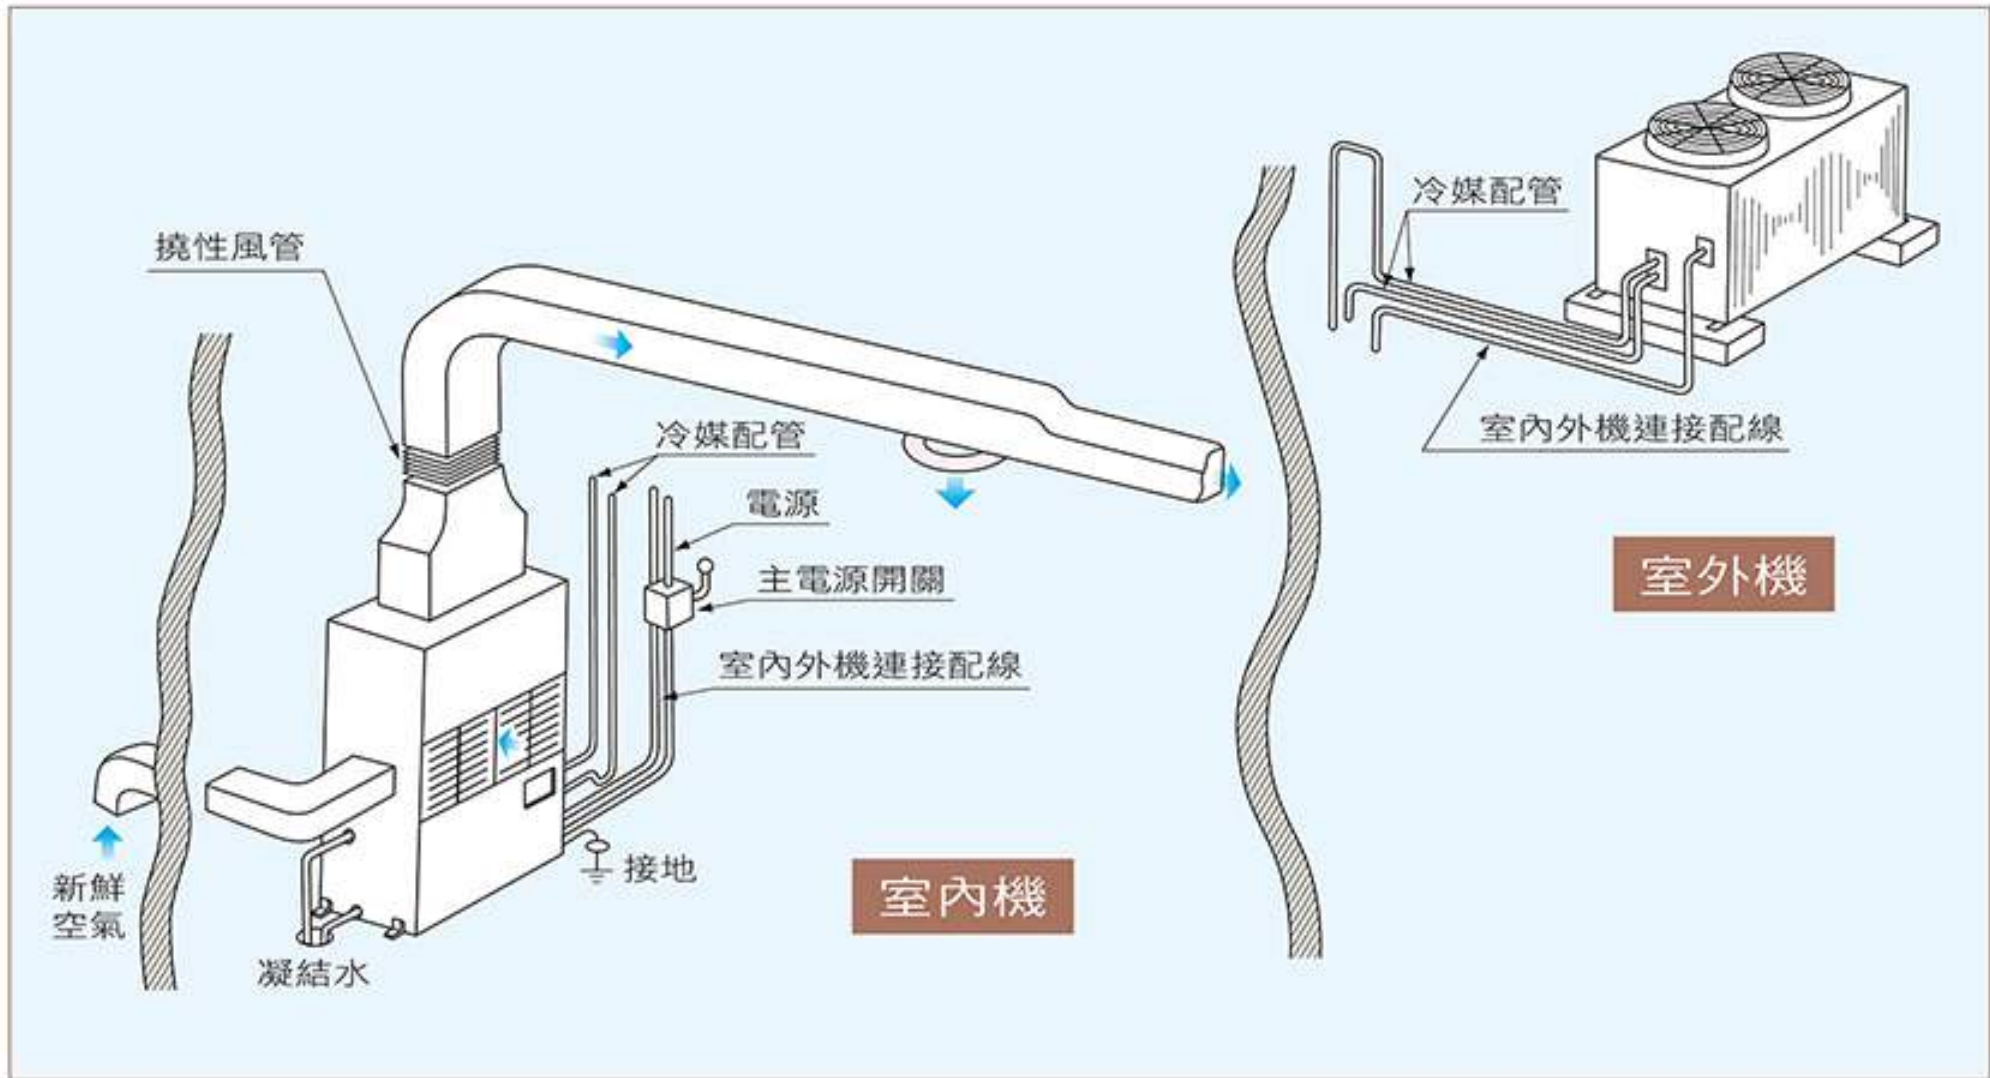 冷媒配管
撓性風管
冷媒配管
室內外機連接配線
電源
室外機
主電源開關
室內外機連接配線
接地
新鮮
空氣
室內機
凝結水